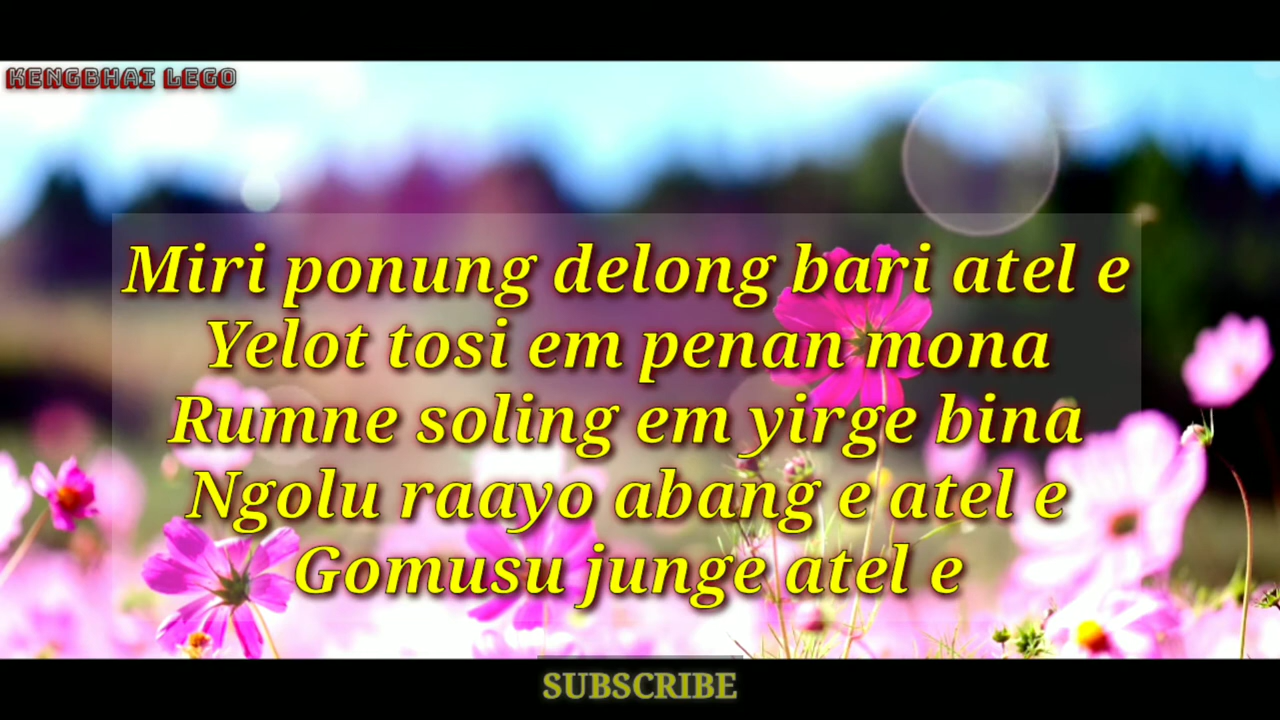 KENGBHAI LEGO
Miri ponung delong bari atel e
Yelot tosi em penan mona
Rumne soling em yirge bina
Ngolu raayo abang e atel e
Gomusu junge atel e
SUBSCRIBE